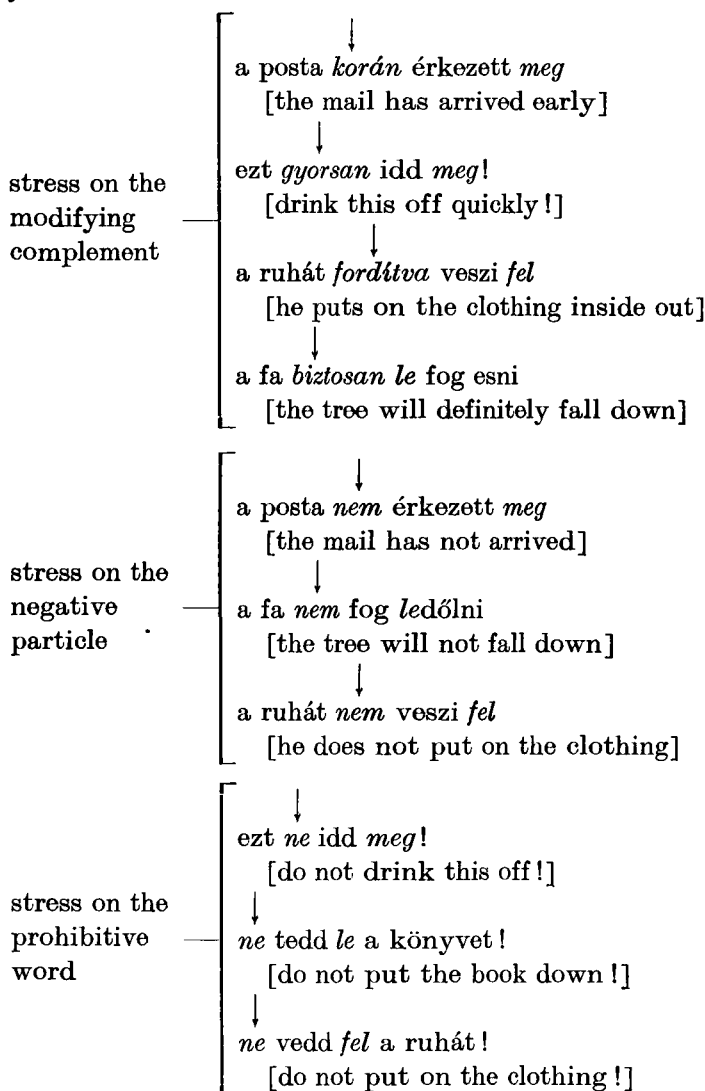 a posta korán érkezett meg
[the mail has arrived early]
ezt gyorsan idd meg!
[drink this off quickly!]
stress on the
modifying
complement
a ruhát fordítva veszi fel
[he puts on the clothing inside out]
a fa biztosan le fog esni
[the tree will definitely fall down]
a posta nem érkezett meg
[the mail has not arrived]
stress on the
negative
particle
a fa nem fog ledőlni
[the tree will not fall down]
a ruhát nem veszi fel
[he does not put on the clothing]
ezt ne idd meg!
[do not drink this off!]
stress on the
prohibitive
word
ne tedd le a könyvet!
[do not put the book down!]
ne vedd fel a ruhát!
[do not put on the clothing!]